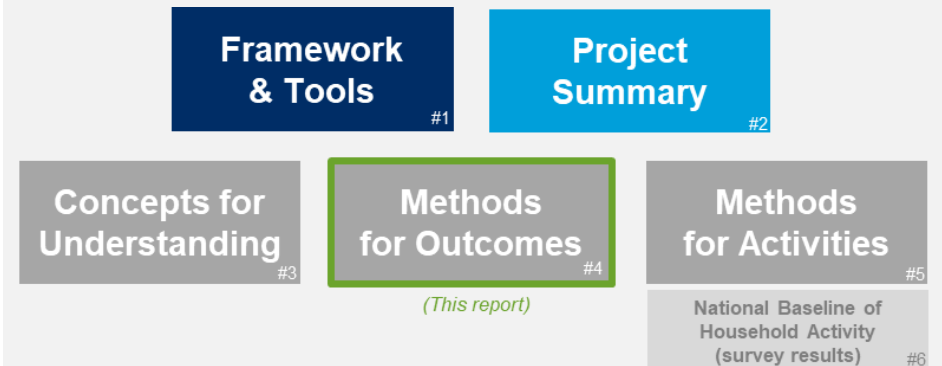 Framework
& Tools
#1
Project
Summary
#2
Concepts for
Understanding
#3
Methods
for Outcomes
#4
(This report)
Methods
for Activities
#5
National Baseline of
Household Activity
(survey results)
#6